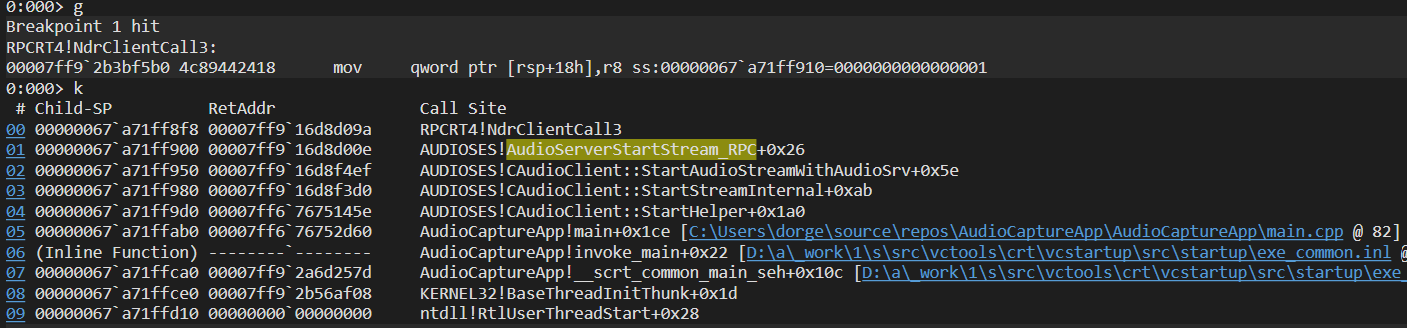 0:000> g
Breakpoint 1 hit
RPCRT4!NdrClientCall3:
00007ff9`2b3bf5b0 4c89442418      mov     qword ptr [rsp+18h],r8 ss:00000067`a71ff910=0000000000000001
0:000> k
 # Child-SP          RetAddr               Call Site
00 00000067`a71ff8f8 00007ff9`16d8d09a     RPCRT4!NdrClientCall3
01 00000067`a71ff900 00007ff9`16d8d00e     AUDIOSES!AudioServerStartStream_RPC+0x26
02 00000067`a71ff950 00007ff9`16d8f4ef     AUDIOSES!CAudioClient::StartAudioStreamWithAudioSrv+0x5e
03 00000067`a71ff980 00007ff9`16d8f3d0     AUDIOSES!CAudioClient::StartStreamInternal+0xab
04 00000067`a71ff9d0 00007ff6`7675145e     AUDIOSES!CAudioClient::StartHelper+0x1a0
05 00000067`a71ffab0 00007ff6`76752d60     AudioCaptureApp!main+0x1ce [C:\Users\dorge\source\repos\AudioCaptureApp\AudioCaptureApp\main.cpp @ 82]
06 (Inline Function) --------`--------     AudioCaptureApp!invoke_main+0x22 [D:\a\_work\1\s\src\vctools\crt\vcstartup\src\startup\exe_common.inl @
07 00000067`a71ffca0 00007ff9`2a6d257d     AudioCaptureApp!__scrt_common_main_seh+0x10c [D:\a\_work\1\s\src\vctools\crt\vcstartup\src\startup\exe_
08 00000067`a71ffce0 00007ff9`2b56af08     KERNEL32!BaseThreadInitThunk+0x1d
09 00000067`a71ffd10 00000000`00000000     ntdll!RtlUserThreadStart+0x28